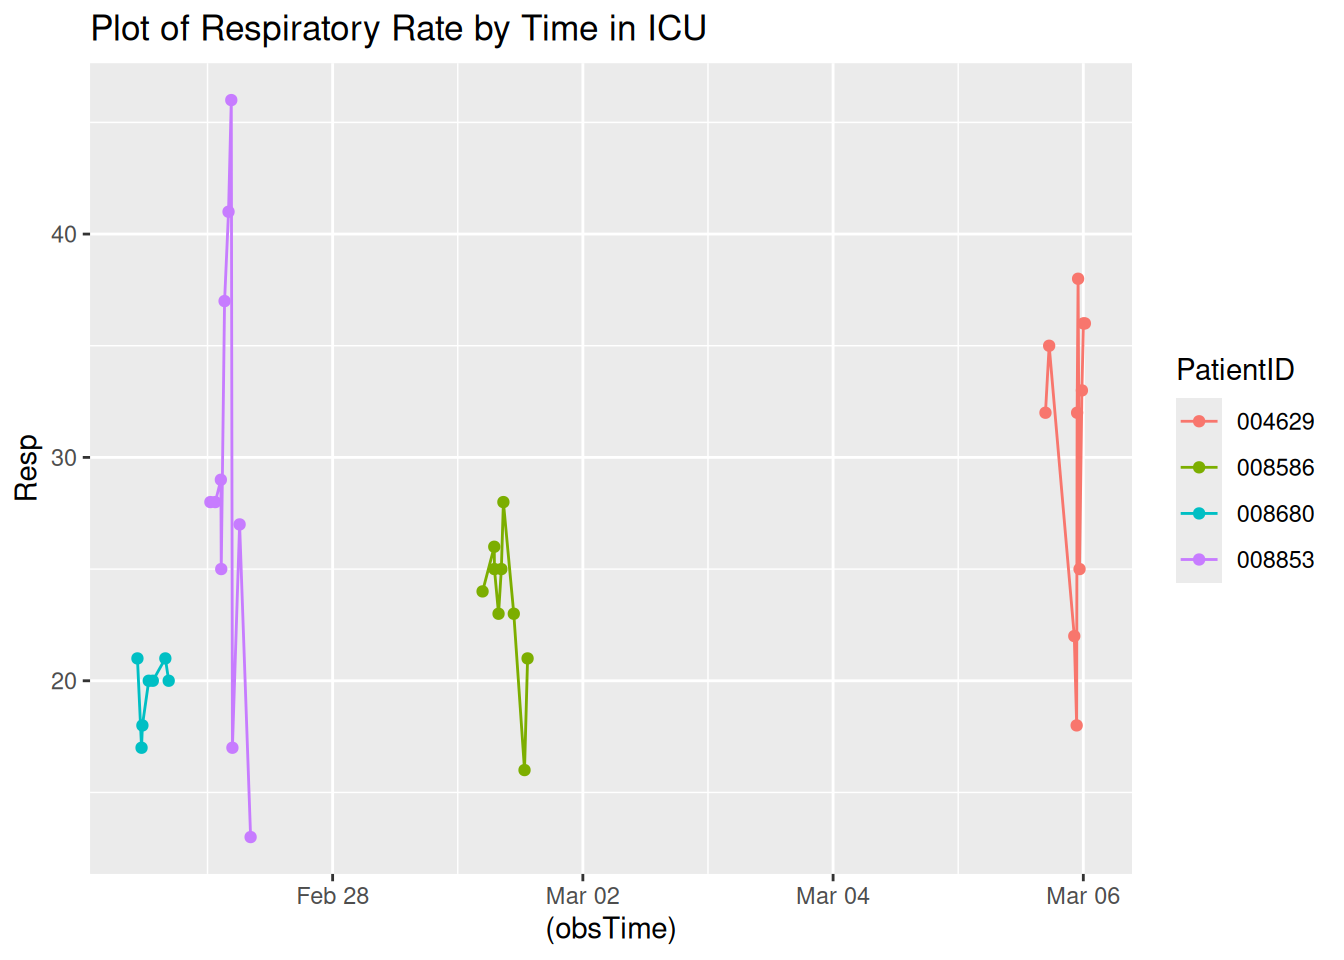 Plot of Respiratory Rate by Time in ICU
Resp
40
30
20
Feb 28
Mar 02
Mar 04
Mar 06
(obsTime)
PatientID
004629
008586
008680
008853